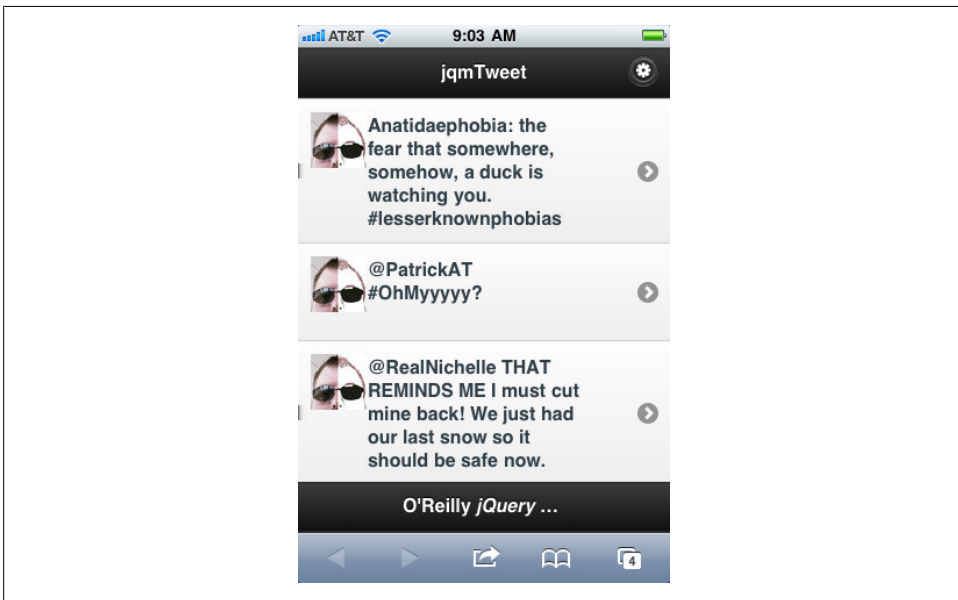 AT&T 9:03 AM
jqmTweet
Anatidaephobia: the
fear that somewhere,
somehow, a duck is
watching you.
#lesserknownphobias
@PatrickAT
#OhMyyyyy?
@RealNichelle THAT
REMINDS ME I must cut
mine back! We just had
our last snow so it
should be safe now.
O'Reilly jQuery ...
4